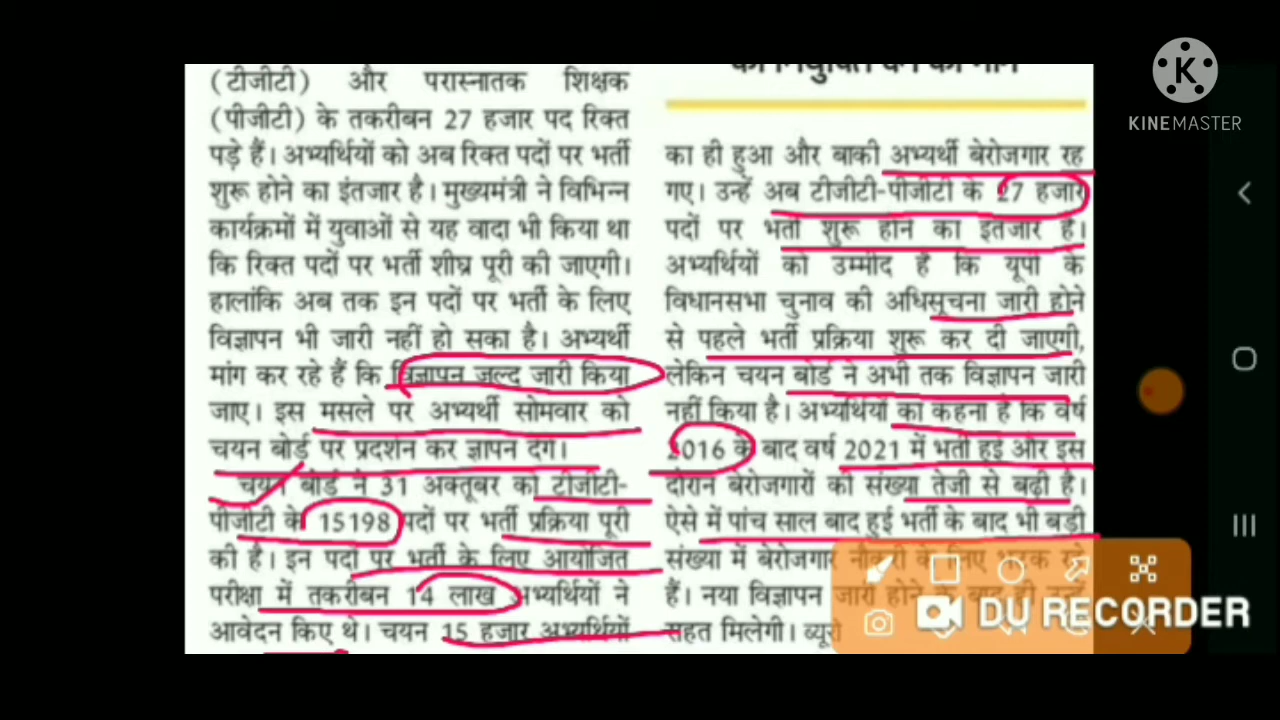 (टीजीटी) और परास्नातक शिक्षक
(पीजीटी) के तकरीबन 27 हजार पद रिक्त
पड़े हैं। अभ्यर्थियों को अब रिक्त पदों पर भर्ती
शुरू होने का इंतजार है। मुख्यमंत्री ने विभिन्न
कार्यक्रमों में युवाओं से यह वादा भी किया था
कि रिक्त पदों पर भर्ती शीघ्र पूरी की जाएगी।
हालांकि अब तक इन पदों पर भर्ती के लिए
विज्ञापन भी जारी नहीं हो सका है। अभ्यर्थी
मांग कर रहे हैं कि विज्ञापन जल्द जारी किया
जाए। इस मसले पर अभ्यर्थी सोमवार को
चयन बोर्ड पर प्रदर्शन कर ज्ञापन देंगे।
चयन बोर्ड ने 31 अक्तूबर को टीजीटी-
पीजीटी के 15198 पदों पर भर्ती प्रक्रिया पूरी
की है। इन पदों पर भर्ती के लिए आयोजित
परीक्षा में तकरीबन 14 लाख अभ्यर्थियों ने
आवेदन किए थे। चयन 15 हजार अभ्यर्थियों
का ही हुआ और बाकी अभ्यर्थी बेरोजगार रह
गए। उन्हें अब टीजीटी-पीजीटी के 27 हजार
पदों पर भर्ती शुरू होने का इंतजार है।
अभ्यर्थियों को उम्मीद है कि यूपी के
विधानसभा चुनाव की अधिसूचना जारी होने
से पहले भर्ती प्रक्रिया शुरू कर दी जाएगी,
लेकिन चयन बोर्ड ने अभी तक विज्ञापन जारी
नहीं किया है। अभ्यर्थियों का कहना है कि वर्ष
2016 के बाद वर्ष 2021 में भर्ती हुई और इस
दौरान बेरोजगारों की संख्या तेजी से बढ़ी है।
ऐसे में पांच साल बाद हुई भर्ती के बाद भी बड़ी
संख्या में बेरोजगार नौकरी के लिए भटक रहे
हैं। नया विज्ञापन जारी होने के बाद ही उन्हें
राहत मिलेगी। ब्यूरो
KINEMASTER
DU RECORDER